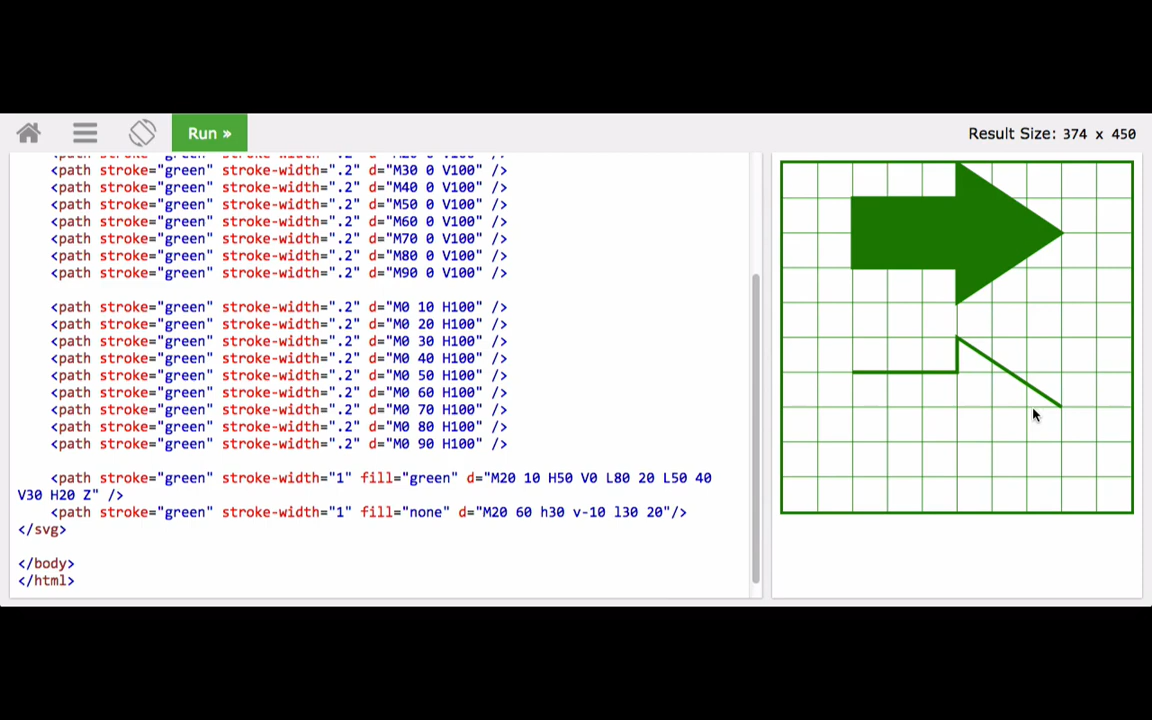 Run »
Result Size: 374 x 450
<path stroke="green" stroke-width=".2" d="M20 0 V100" />
<path stroke="green" stroke-width=".2" d="M30 0 V100" />
<path stroke="green" stroke-width=".2" d="M40 0 V100" />
<path stroke="green" stroke-width=".2" d="M50 0 V100" />
<path stroke="green" stroke-width=".2" d="M60 0 V100" />
<path stroke="green" stroke-width=".2" d="M70 0 V100" />
<path stroke="green" stroke-width=".2" d="M80 0 V100" />
<path stroke="green" stroke-width=".2" d="M90 0 V100" />
<path stroke="green" stroke-width=".2" d="M0 10 H100" />
<path stroke="green" stroke-width=".2" d="M0 20 H100" />
<path stroke="green" stroke-width=".2" d="M0 30 H100" />
<path stroke="green" stroke-width=".2" d="M0 40 H100" />
<path stroke="green" stroke-width=".2" d="M0 50 H100" />
<path stroke="green" stroke-width=".2" d="M0 60 H100" />
<path stroke="green" stroke-width=".2" d="M0 70 H100" />
<path stroke="green" stroke-width=".2" d="M0 80 H100" />
<path stroke="green" stroke-width=".2" d="M0 90 H100" />
<path stroke="green" stroke-width="1" fill="green" d="M20 10 H50 V0 L80 20 L50 40
V30 H20 Z" />
<path stroke="green" stroke-width="1" fill="none" d="M20 60 h30 v-10 l30 20"/>
</svg>
</body>
</html>